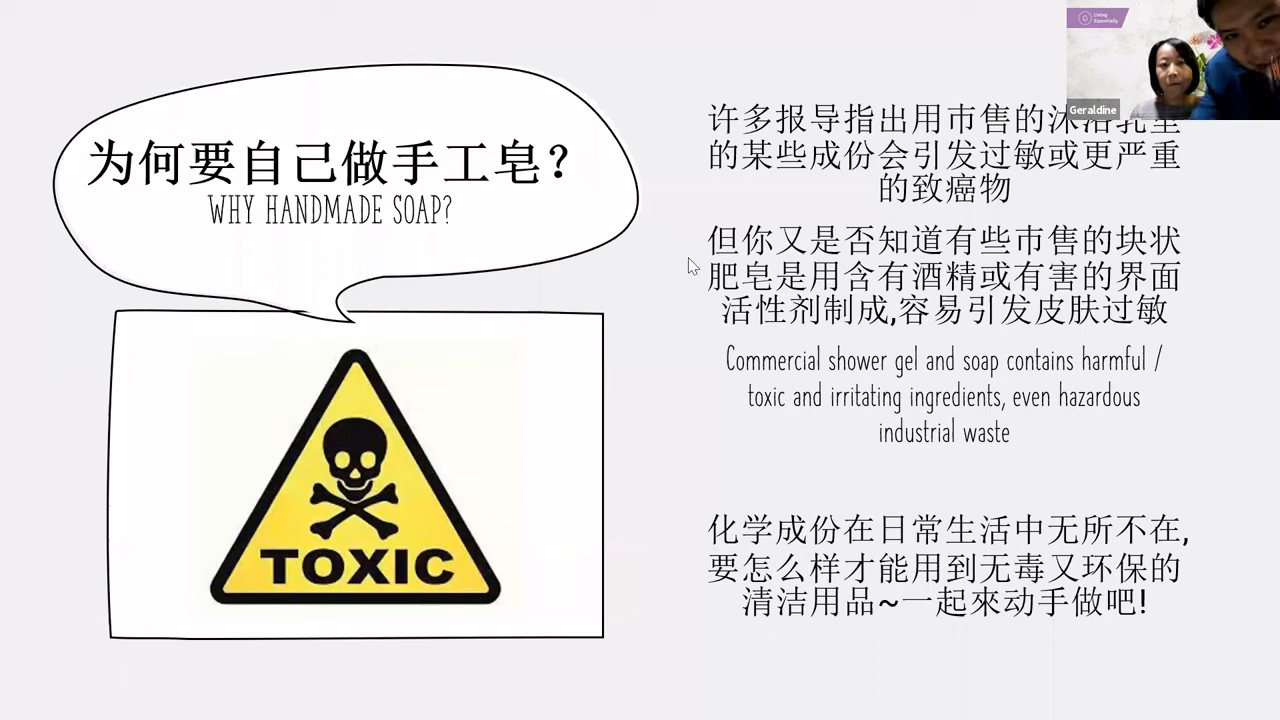 为何要自己做手工皂?
WHY HANDMADE SOAP?
TOXIC
许多报导指出用市售的沐浴乳里
的某些成份会引发过敏或更严重
的致癌物
但你又是否知道有些市售的块状
肥皂是用含有酒精或有害的界面
活性剂制成,容易引发皮肤过敏
Commercial shower gel and soap contains harmful /
toxic and irritating ingredients, even hazardous
industrial waste
化学成份在日常生活中无所不在,
要怎么样才能用到无毒又环保的
清洁用品~一起來动手做吧!
Living
Essentially
Geraldine